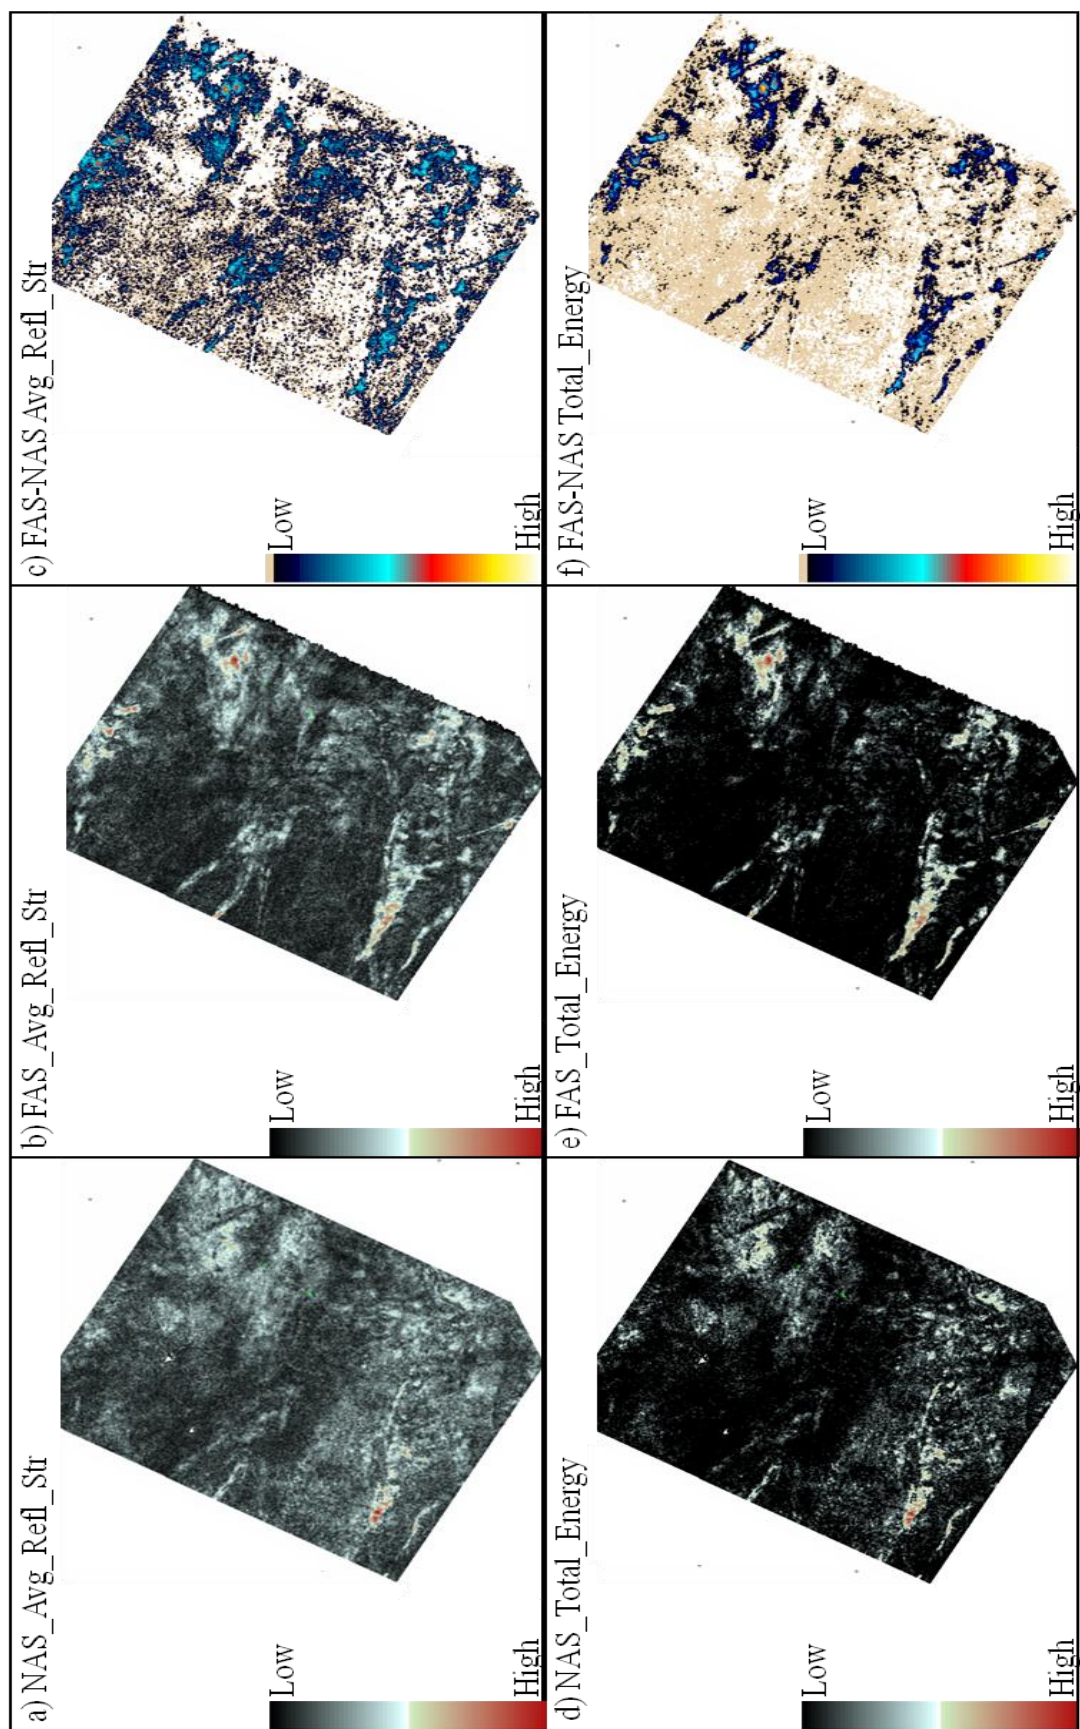 a) NAS_Avg_Refl_Str
Low
High
b) FAS_Avg_Refl_Str
Low
High
c) FAS-NAS Avg_Refl_Str
Low
High
d) NAS_Total_Energy
Low
High
e) FAS_Total_Energy
Low
High
f) FAS-NAS Total_Energy
Low
High